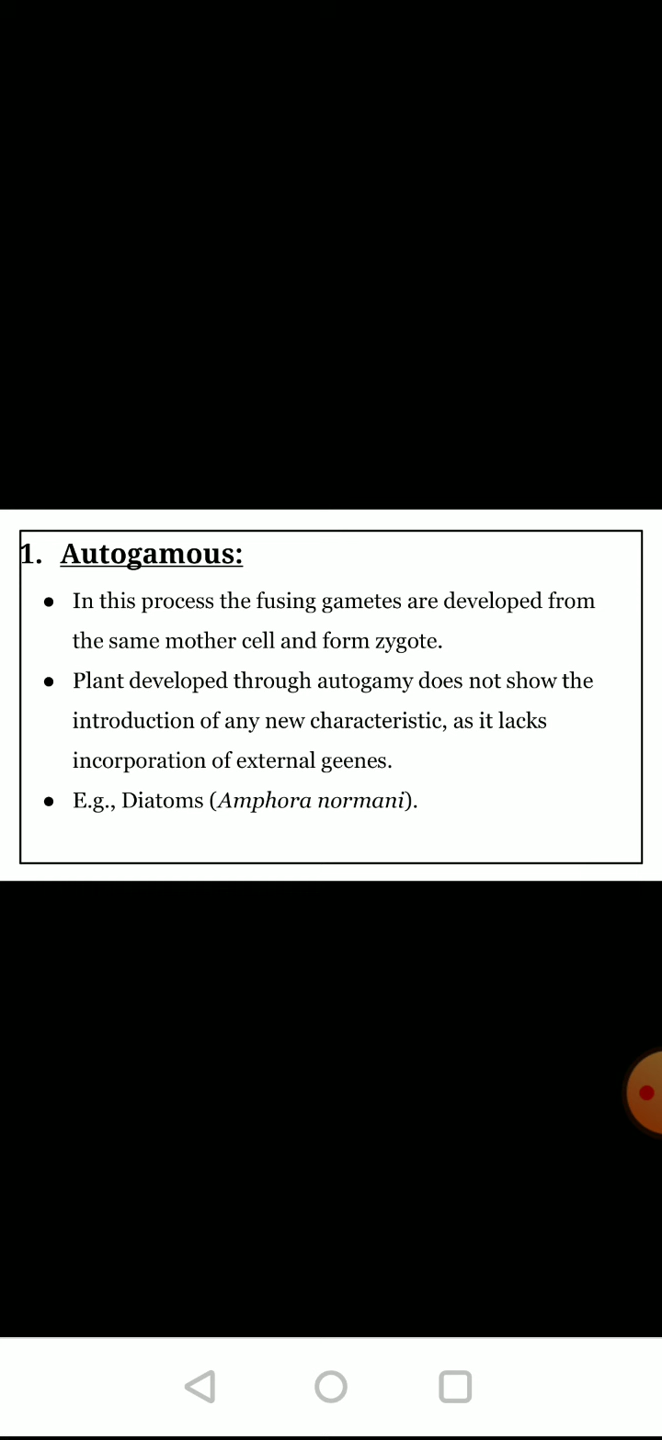 1. Autogamous:
● In this process the fusing gametes are developed from
the same mother cell and form zygote.
● Plant developed through autogamy does not show the
introduction of any new characteristic, as it lacks
incorporation of external geenes.
● E.g., Diatoms (Amphora normani).